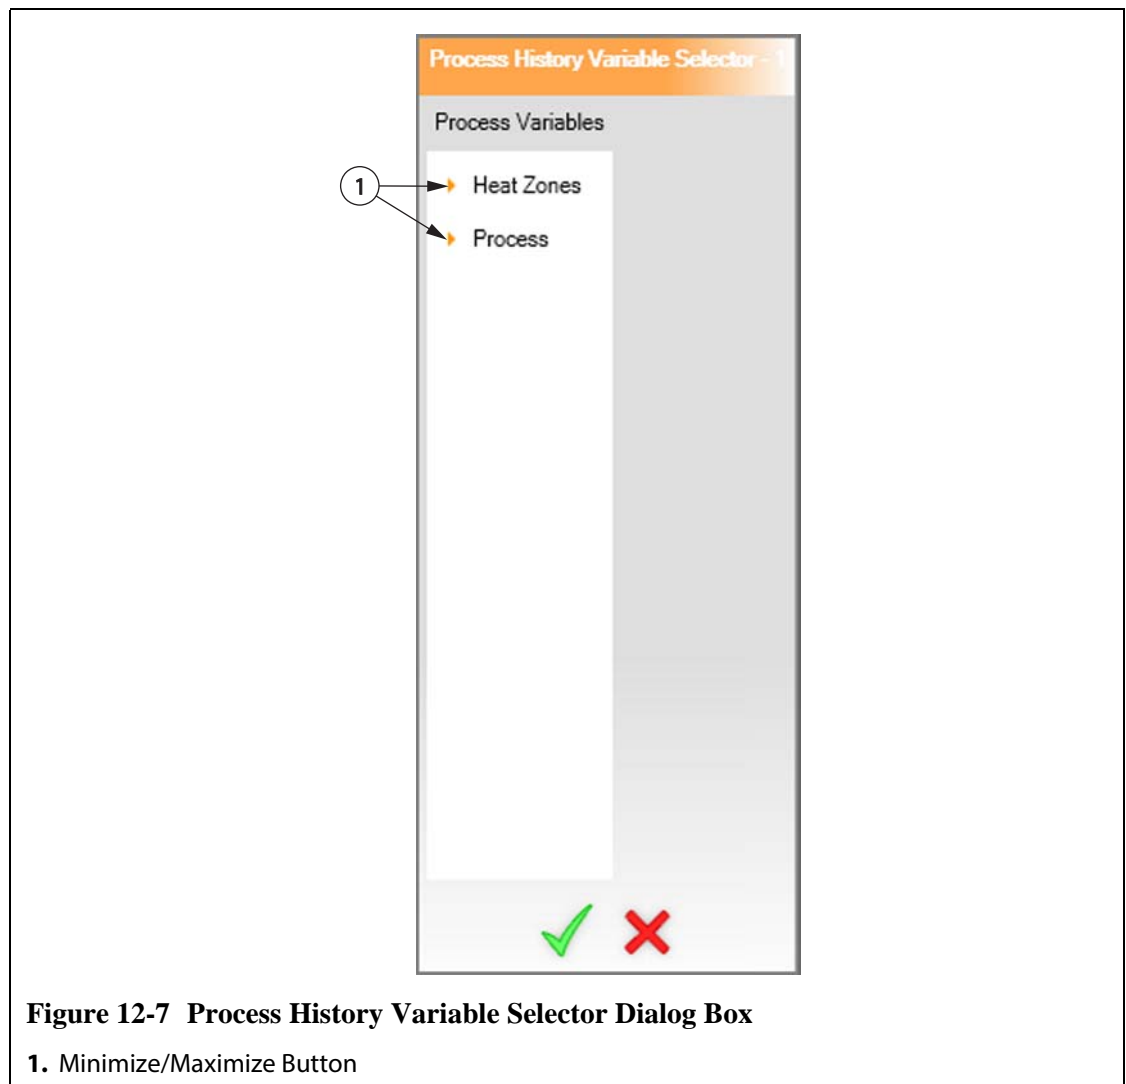 Process History Variable Selector - 1
Process Variables
1
Heat Zones
Process
Figure 12-7 Process History Variable Selector Dialog Box
1. Minimize/Maximize Button